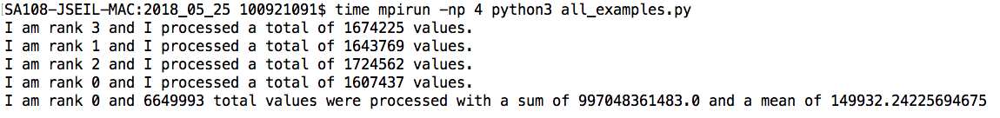 SA108-JSEIL-MAC:2018_05_25 100921091$ time mpirun -np 4 python3 all_examples.py
I am rank 3 and I processed a total of 1674225 values.
I am rank 1 and I processed a total of 1643769 values.
I am rank 2 and I processed a total of 1724562 values.
I am rank 0 and I processed a total of 1607437 values.
I am rank 0 and 6649993 total values were processed with a sum of 997048361483.0 and a mean of 149932.24225694675